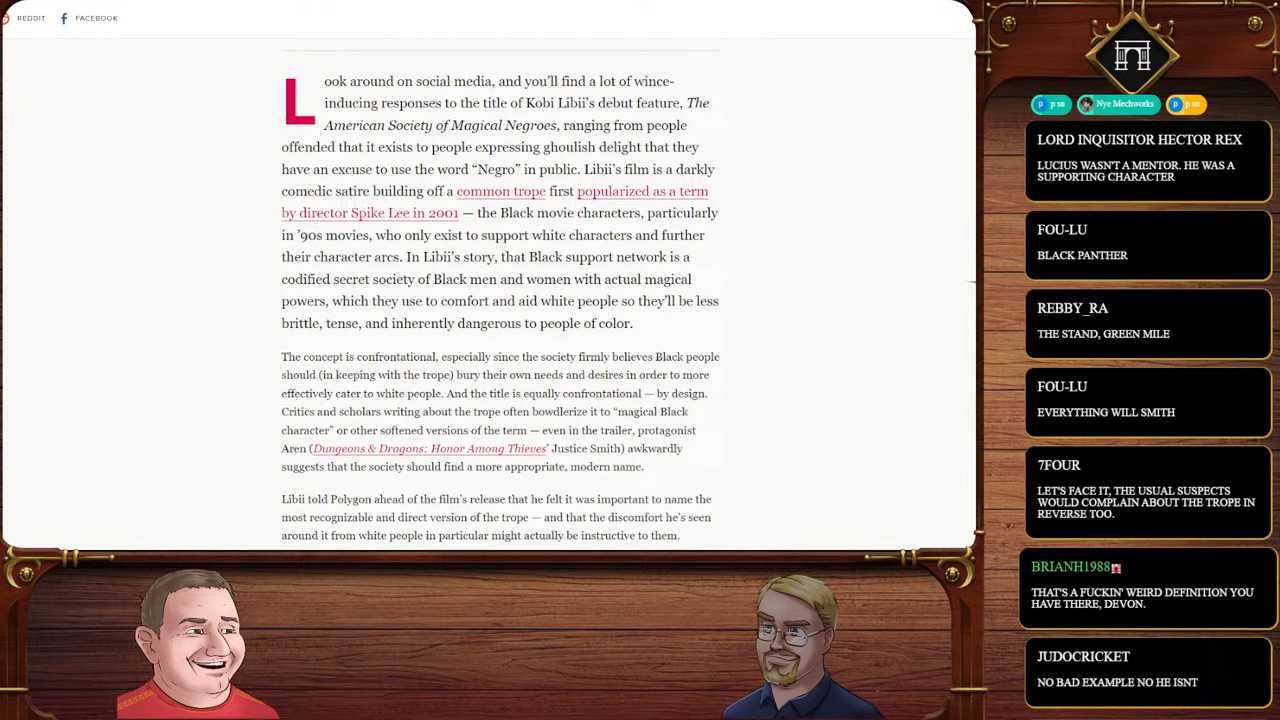 REDDIT
FACEBOOK
Look around on social media, and you'll find a lot of wince-
inducing responses to the title of Kobi Libii's debut feature, The
American Society of Magical Negroes, ranging from people
offended that it exists to people expressing ghoulish delight that they
have an excuse to use the word “Negro” in public. Libii's film is a darkly
comedic satire building off a common trope first popularized as a term
by director Spike Lee in 2001 — the Black movie characters, particularly
in '90s movies, who only exist to support white characters and further
their character arcs. In Libii's story, that Black support network is a
codified secret society of Black men and women with actual magical
powers, which they use to comfort and aid white people so they'll be less
brittle, tense, and inherently dangerous to people of color.
The concept is confrontational, especially since the society firmly believes Black people
should (in keeping with the trope) bury their own needs and desires in order to more
effectively cater to white people. And the title is equally confrontational — by design.
Critics and scholars writing about the trope often bowdlerize it to “magical Black
character” or other softened versions of the term — even in the trailer, protagonist
Aren (Dungeons & Dragons: Honor Among Thieves' Justice Smith) awkwardly
suggests that the society should find a more appropriate, modern name.
Libii told Polygon ahead of the film's release that he felt it was important to name the
most recognizable and direct version of the trope — and that the discomfort he's seen
around it from white people in particular might actually be instructive to them.
p su
Nye Mechworks
p su
LORD INQUISITOR HECTOR REX
LUCIUS WASN'T A MENTOR. HE WAS A
SUPPORTING CHARACTER
FOU-LU
BLACK PANTHER
REBBY_RA
THE STAND, GREEN MILE
FOU-LU
EVERYTHING WILL SMITH
7FOUR
LET'S FACE IT, THE USUAL SUSPECTS
WOULD COMPLAIN ABOUT THE TROPE IN
REVERSE TOO.
BRIANH1988
THAT'S A FUCKIN' WEIRD DEFINITION YOU
HAVE THERE, DEVON.
JUDOCRICKET
NO BAD EXAMPLE NO HE ISNT